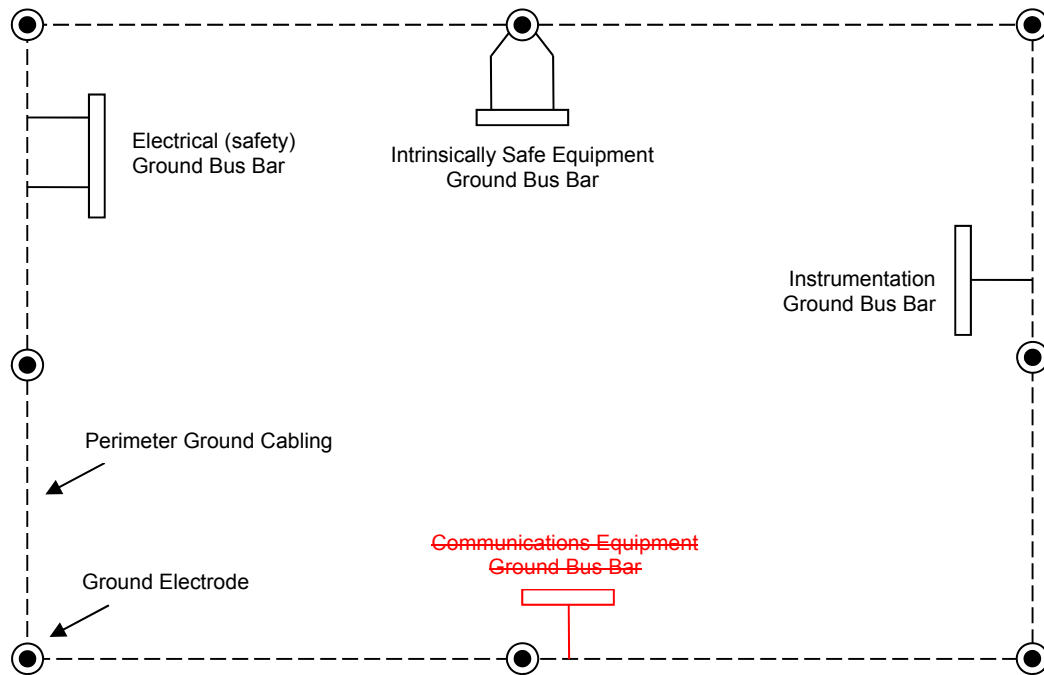 Electrical (safety)
Ground Bus Bar
Intrinsically Safe Equipment
Ground Bus Bar
Instrumentation
Ground Bus Bar
Perimeter Ground Cabling
Communications Equipment
Ground Bus Bar
Ground Electrode